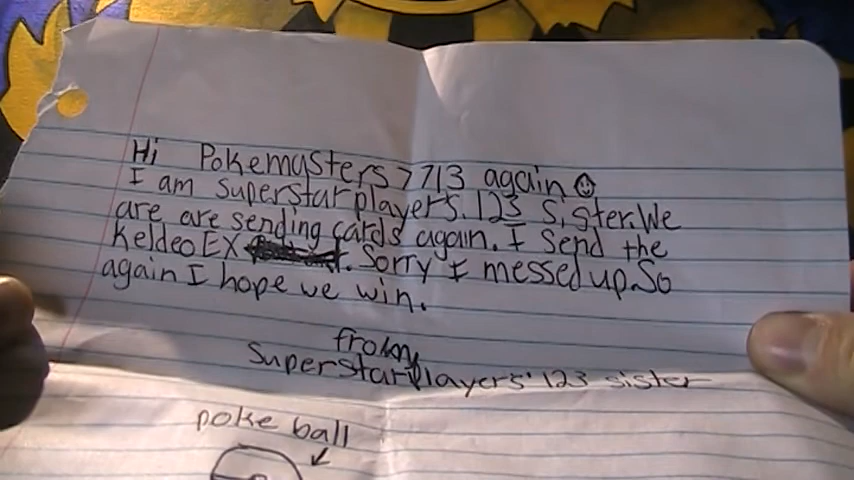 Hi Pokemasters7713 again☺
I am superstarplayers.123 sister.We
are are sending cards again. I send the
Keldeo EX . Sorry I messed up.So
again I hope we win.
from,
Superstarplayers' 123 sister
poke ball